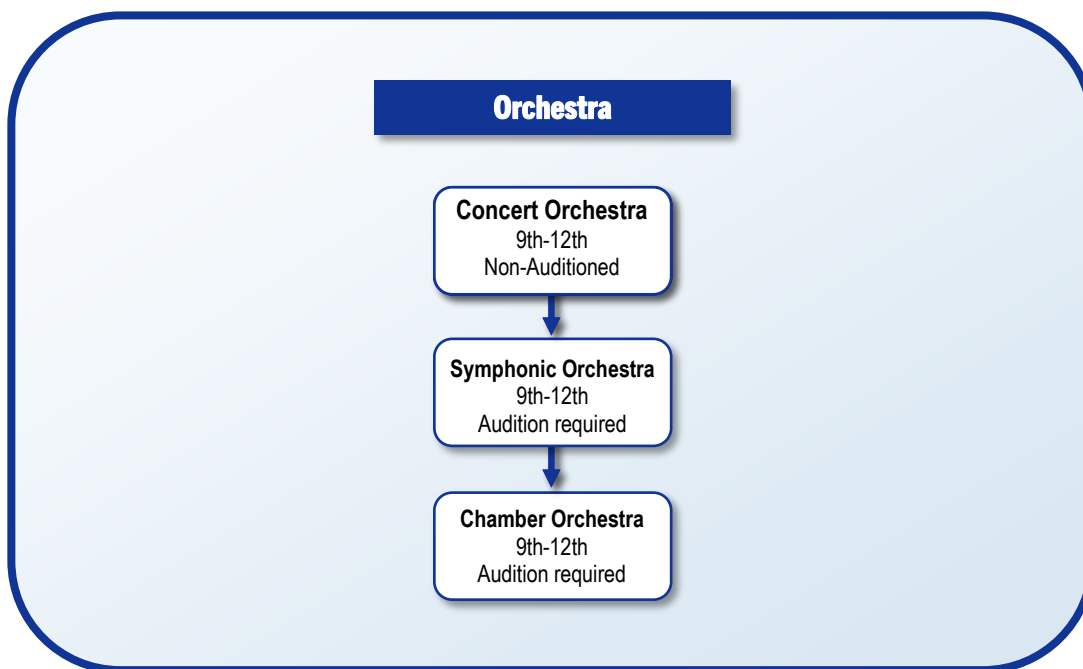 Orchestra
Concert Orchestra
9th-12th
Non-Auditioned
Symphonic Orchestra
9th-12th
Audition required
Chamber Orchestra
9th-12th
Audition required